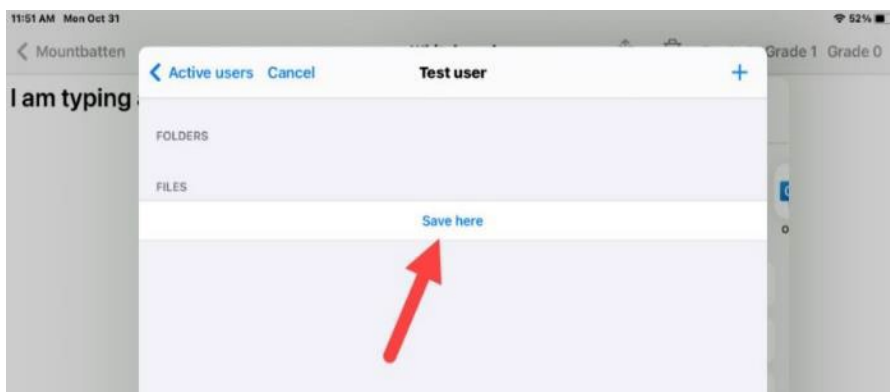 11:51 AM Mon Oct 31
52%
Mountbatten
Grade 1 Grade 0
Active users Cancel Test user +
I am typing
FOLDERS
FILES
Save here